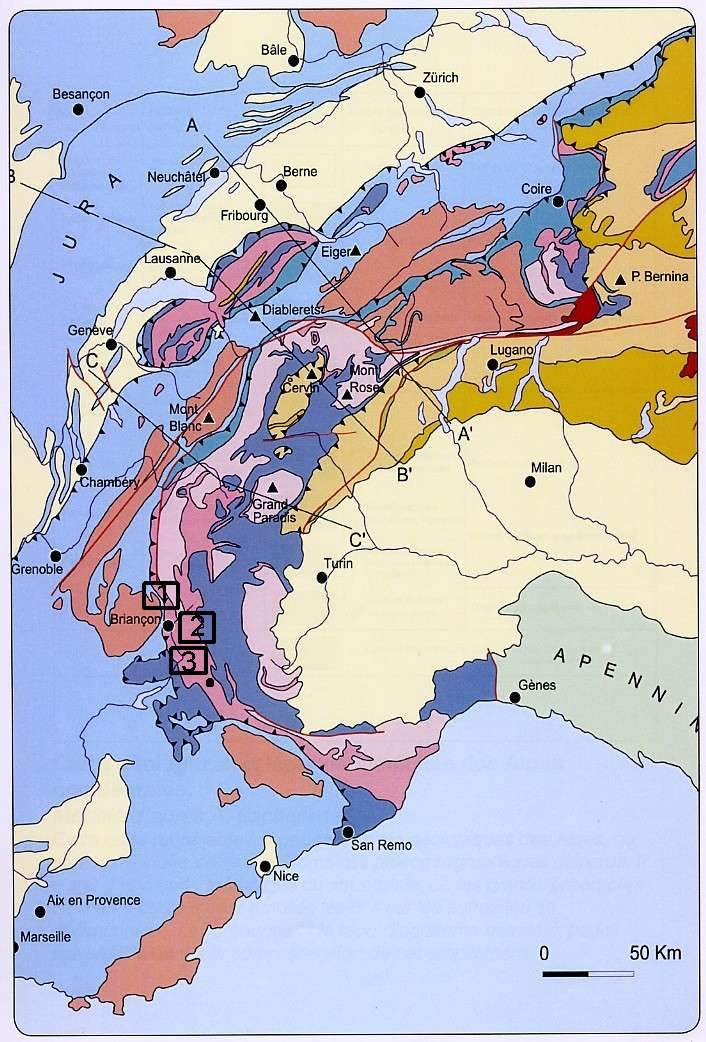 Bâle
Zürich
Besançon
A
Neuchâtel
Berne
B
Coire
Fribourg
JURA
Eiger
Lausanne
P. Bernina
Diablerets
Genève
Lugano
C
Cervin
Mont
Rose
Mont
Blanc
A'
B'
Milan
Chambéry
Grand
Paradis
C'
Grenoble
Turin
1
Briançon
2
3
APENNIN
Gènes
San Remo
Nice
Aix en Provence
Marseille
0 50 Km